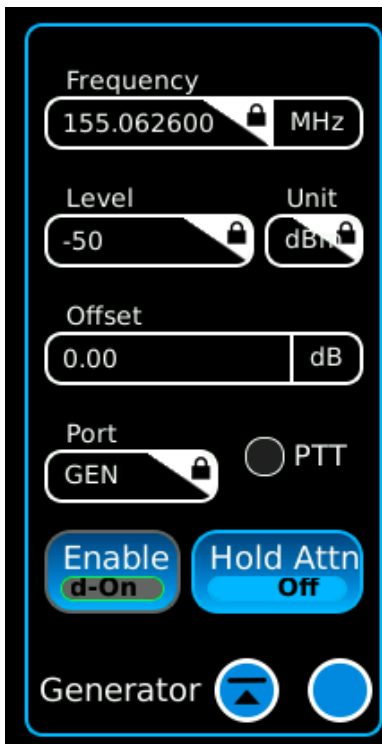 Frequency
155.062600 MHz
Level Unit
-50 dBm
Offset
0.00 dB
Port
GEN PTT
Enable Hold Attn
d-On Off
Generator